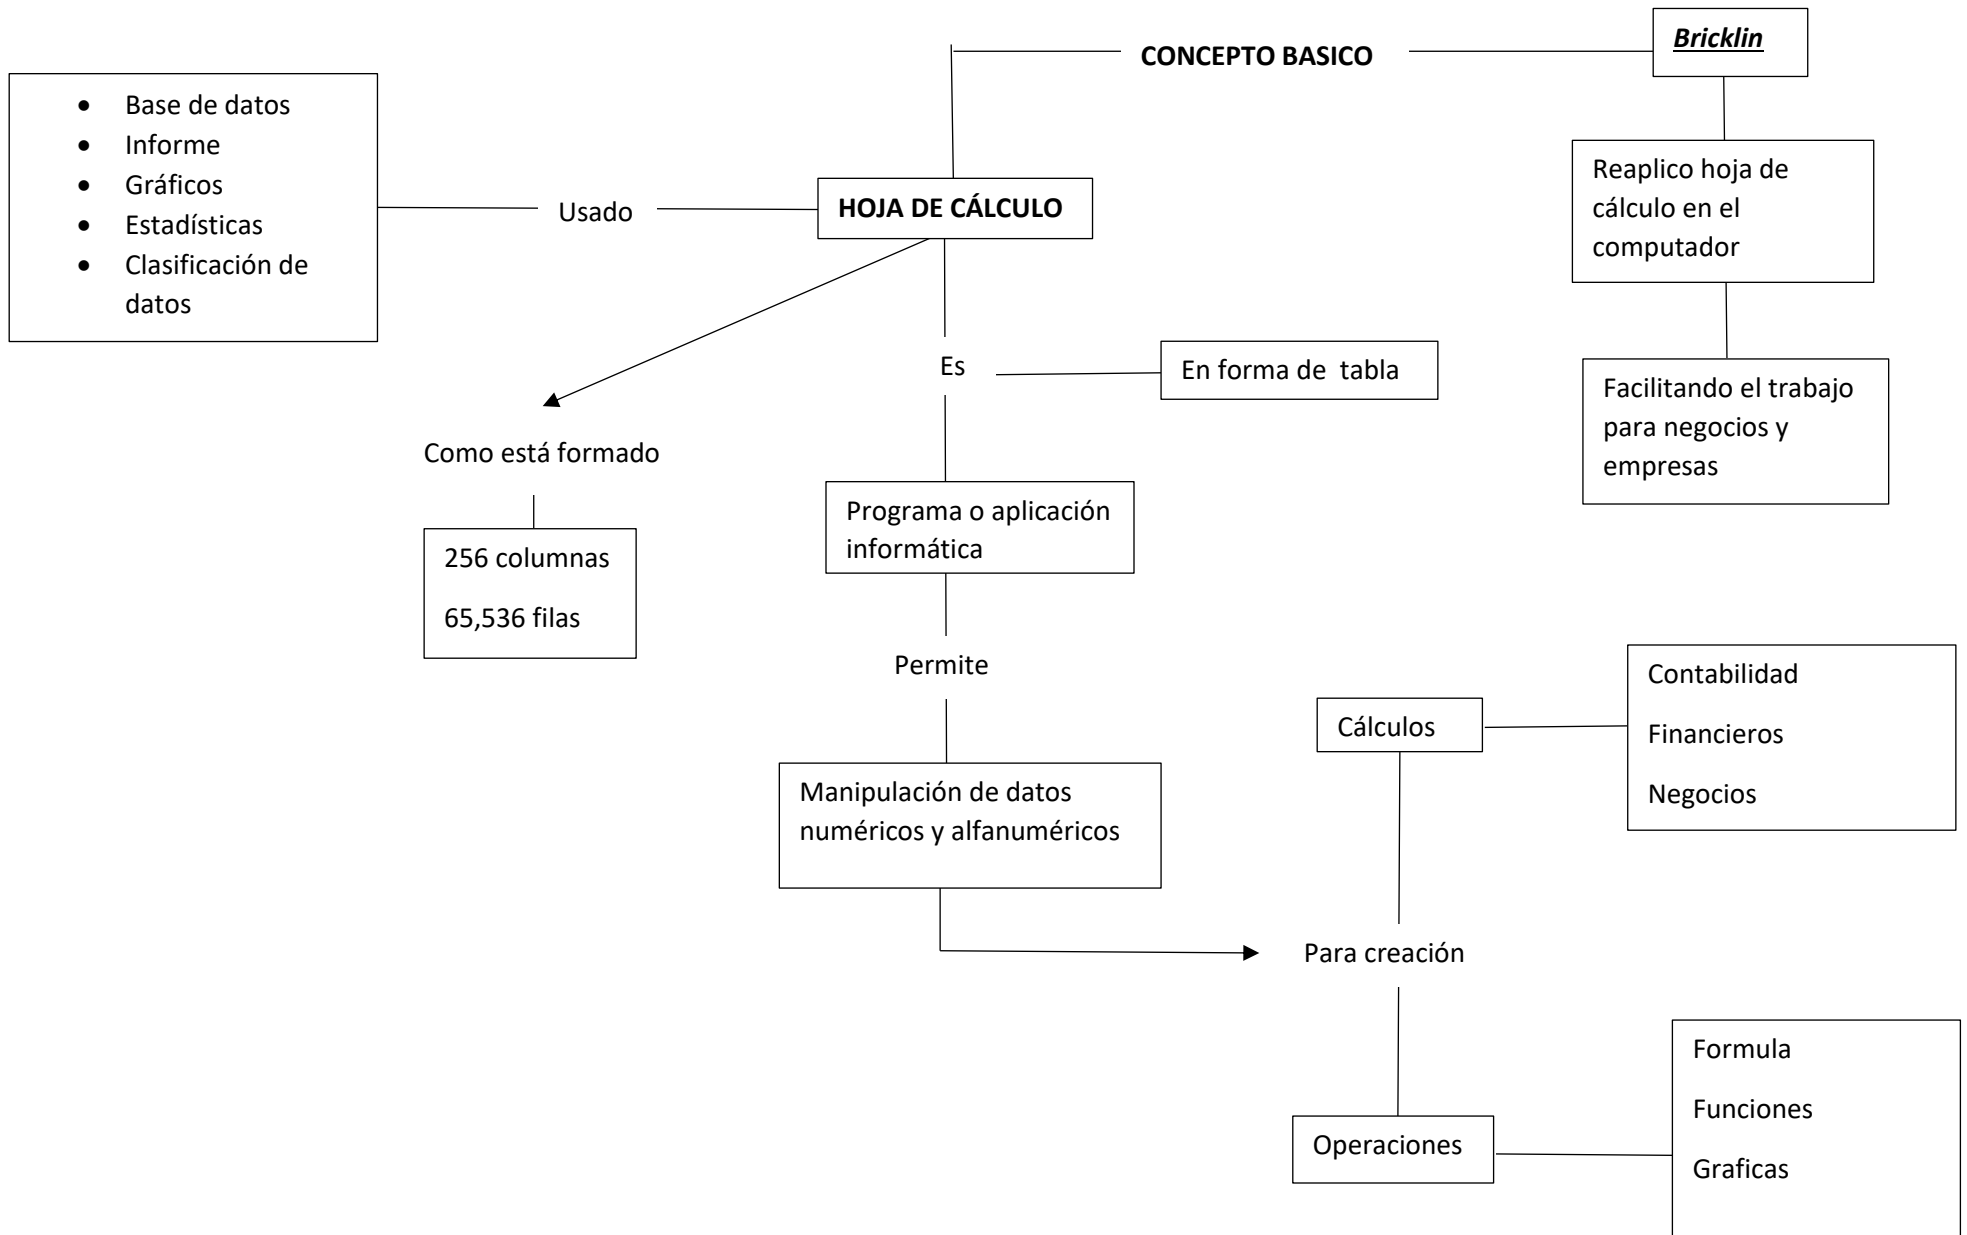 CONCEPTO BASICO
Bricklin
• Base de datos
• Informe
• Gráficos
• Estadísticas
• Clasificación de
datos
Usado
HOJA DE CÁLCULO
Reaplico hoja de
cálculo en el
computador
Es
En forma de  tabla
Facilitando el trabajo
para negocios y
empresas
Como está formado
256 columnas
65,536 filas
Programa o aplicación
informática
Permite
Manipulación de datos
numéricos y alfanuméricos
Cálculos
Contabilidad
Financieros
Negocios
Para creación
Operaciones
Formula
Funciones
Graficas